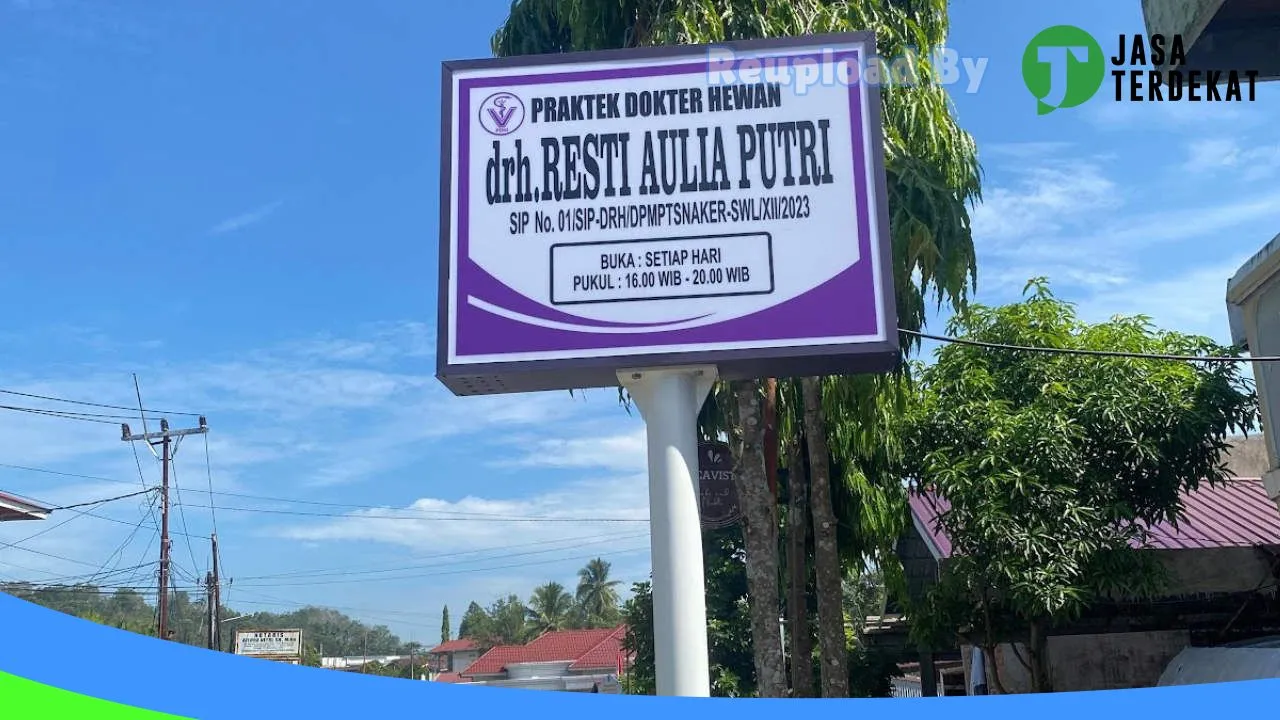 Reupload By
JASA
TERDEKAT
PRAKTEK DOKTER HEWAN
drh.RESTI AULIA PUTRI
SIP No. 01/SIP-DRH/DPMPTSNAKER-SWL/XII/2023
BUKA : SETIAP HARI
PUKUL : 16.00 WIB - 20.00 WIB
NOTARIS